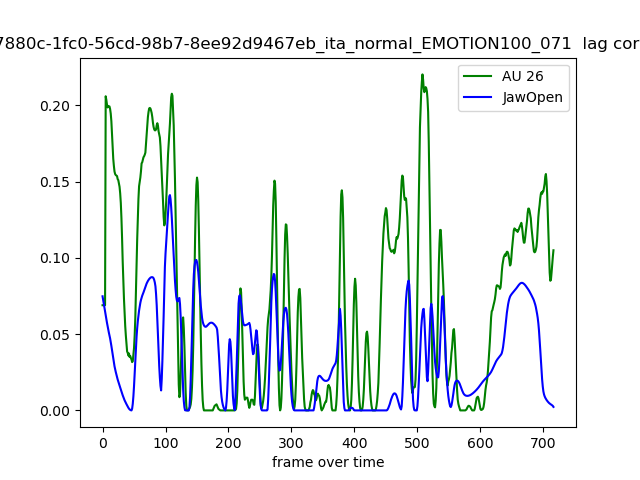 7880c-1fc0-56cd-98b7-8ee92d9467eb_ita_normal_EMOTION100_071 lag cor
AU 26
JawOpen
0.20
0.15
0.10
0.05
0.00
0 100 200 300 400 500 600 700
frame over time